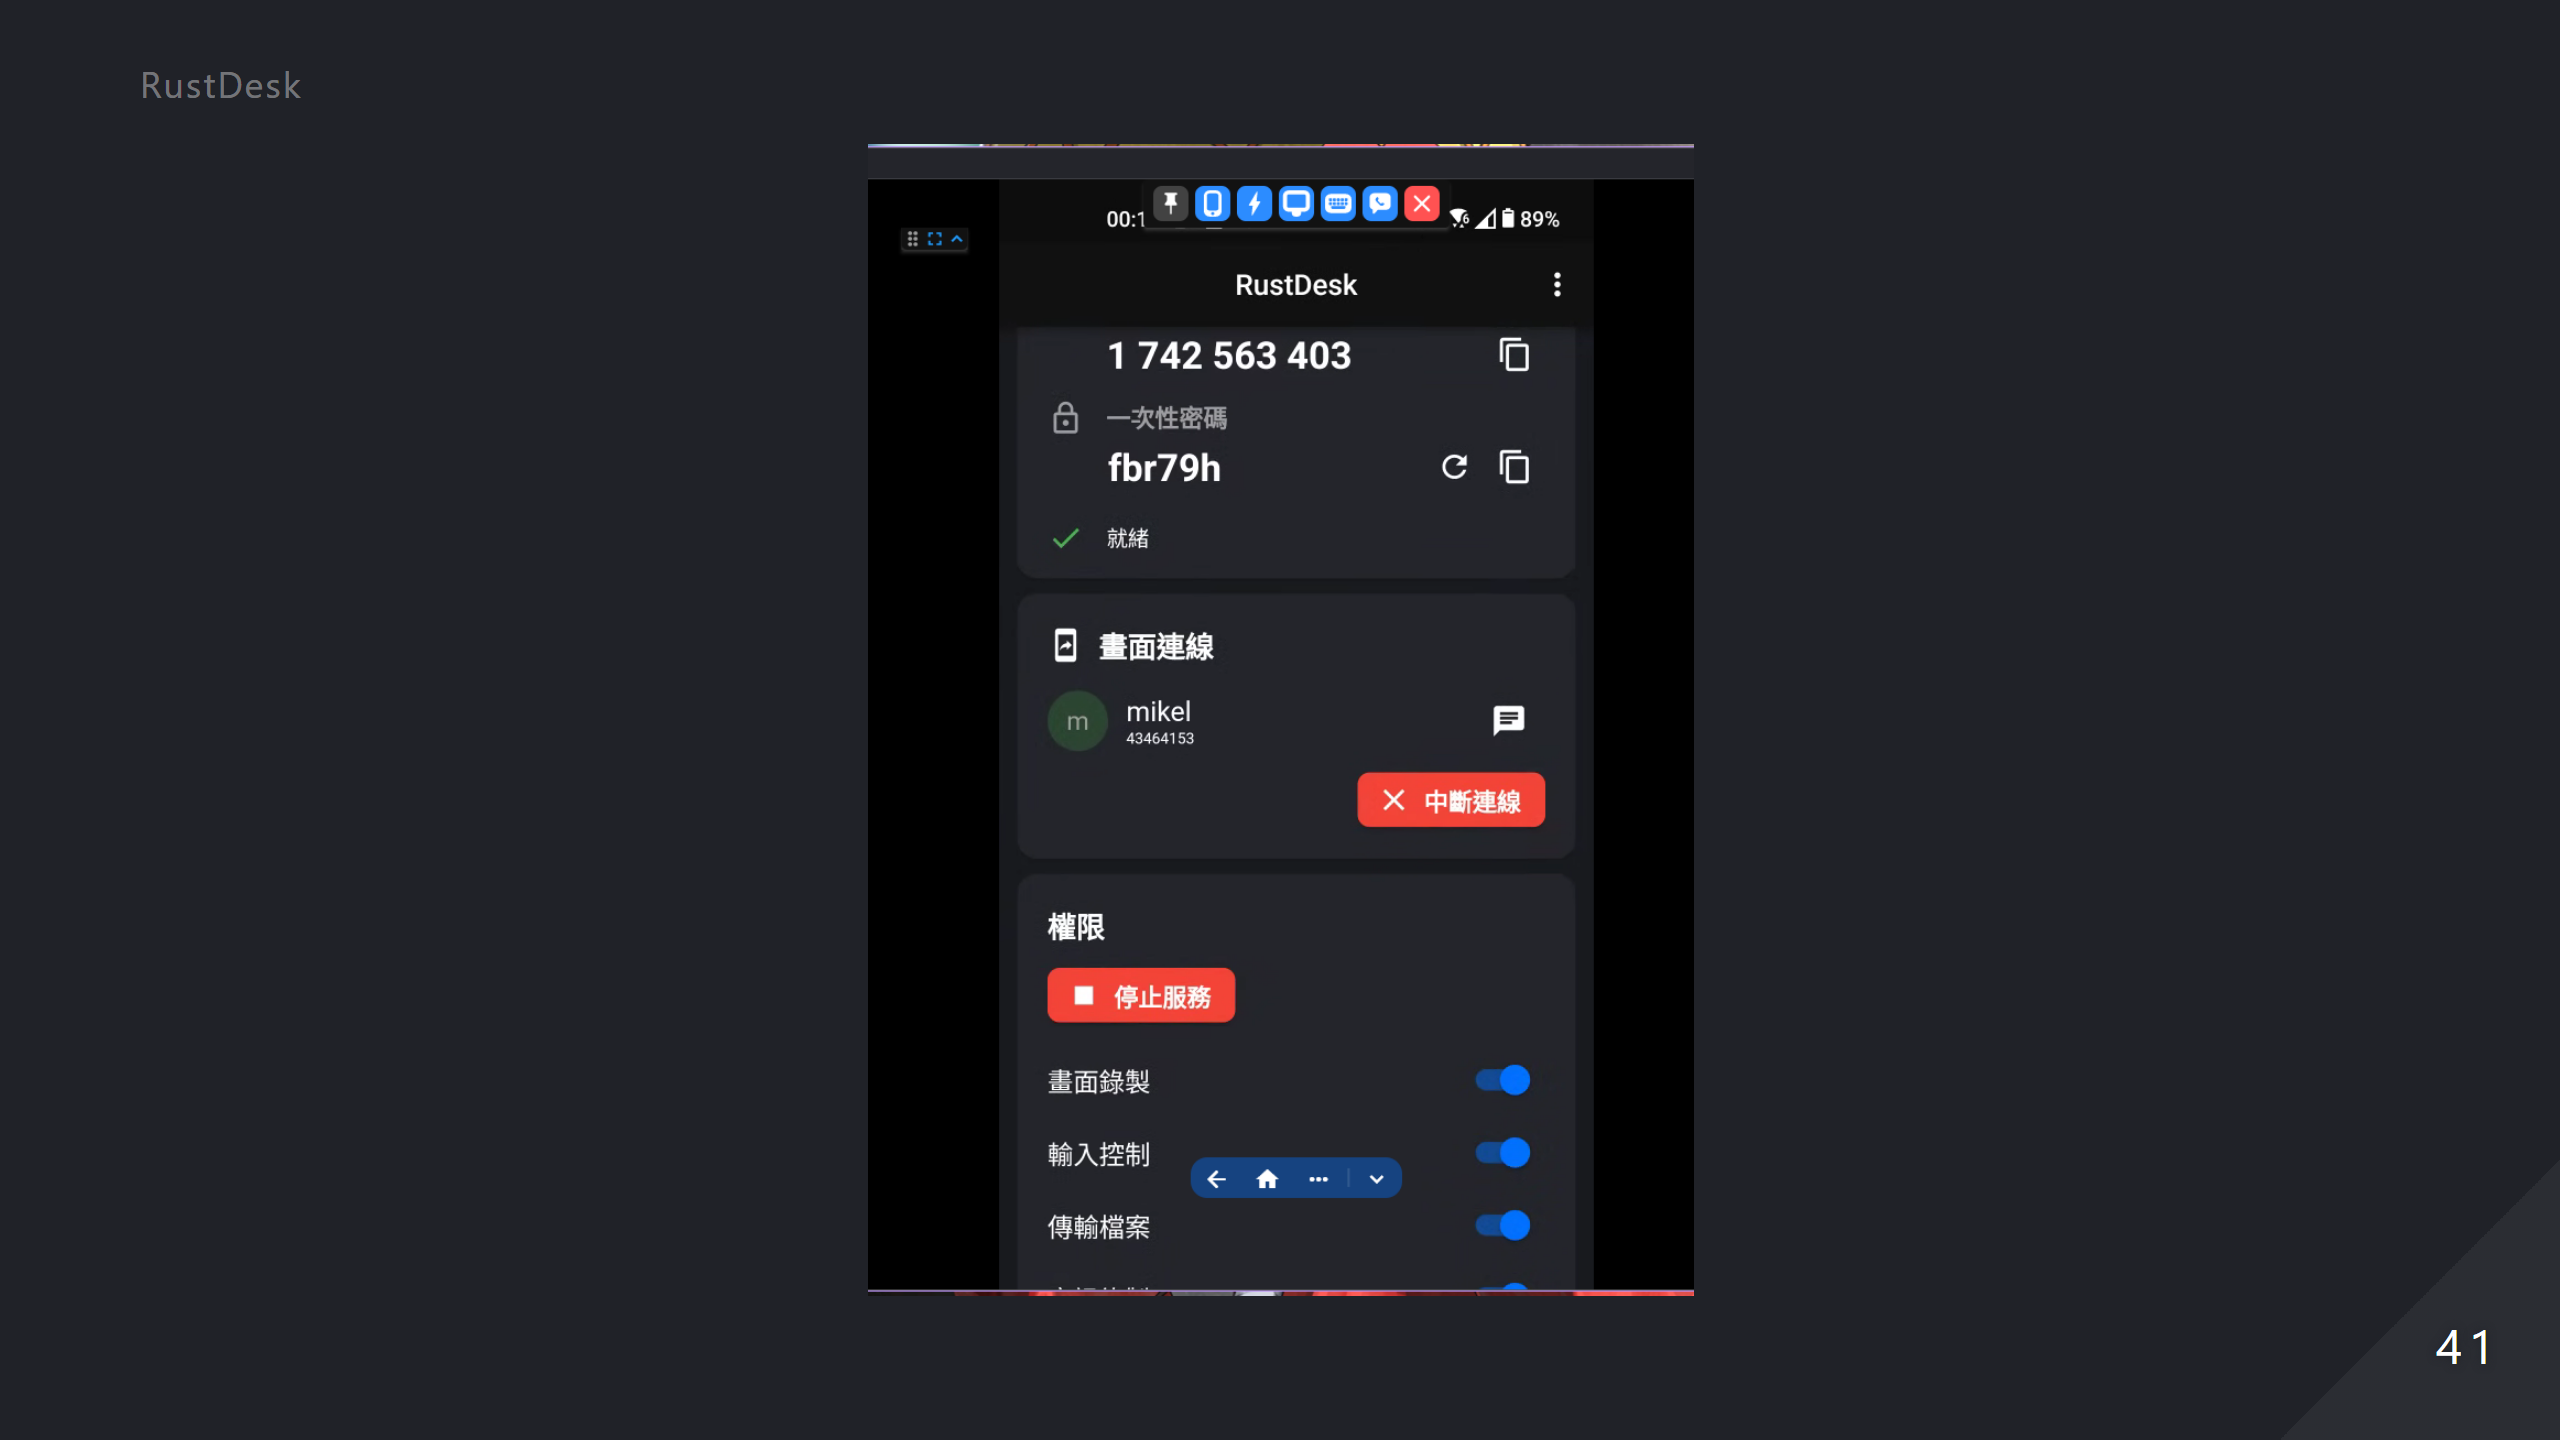 RustDesk
00:1
6 89%
RustDesk
1 742 563 403
一次性密碼
fbr79h
就緒
畫面連線
m
mikel
43464153
中斷連線
權限
停止服務
畫面錄製
輸入控制
傳輸檔案
41